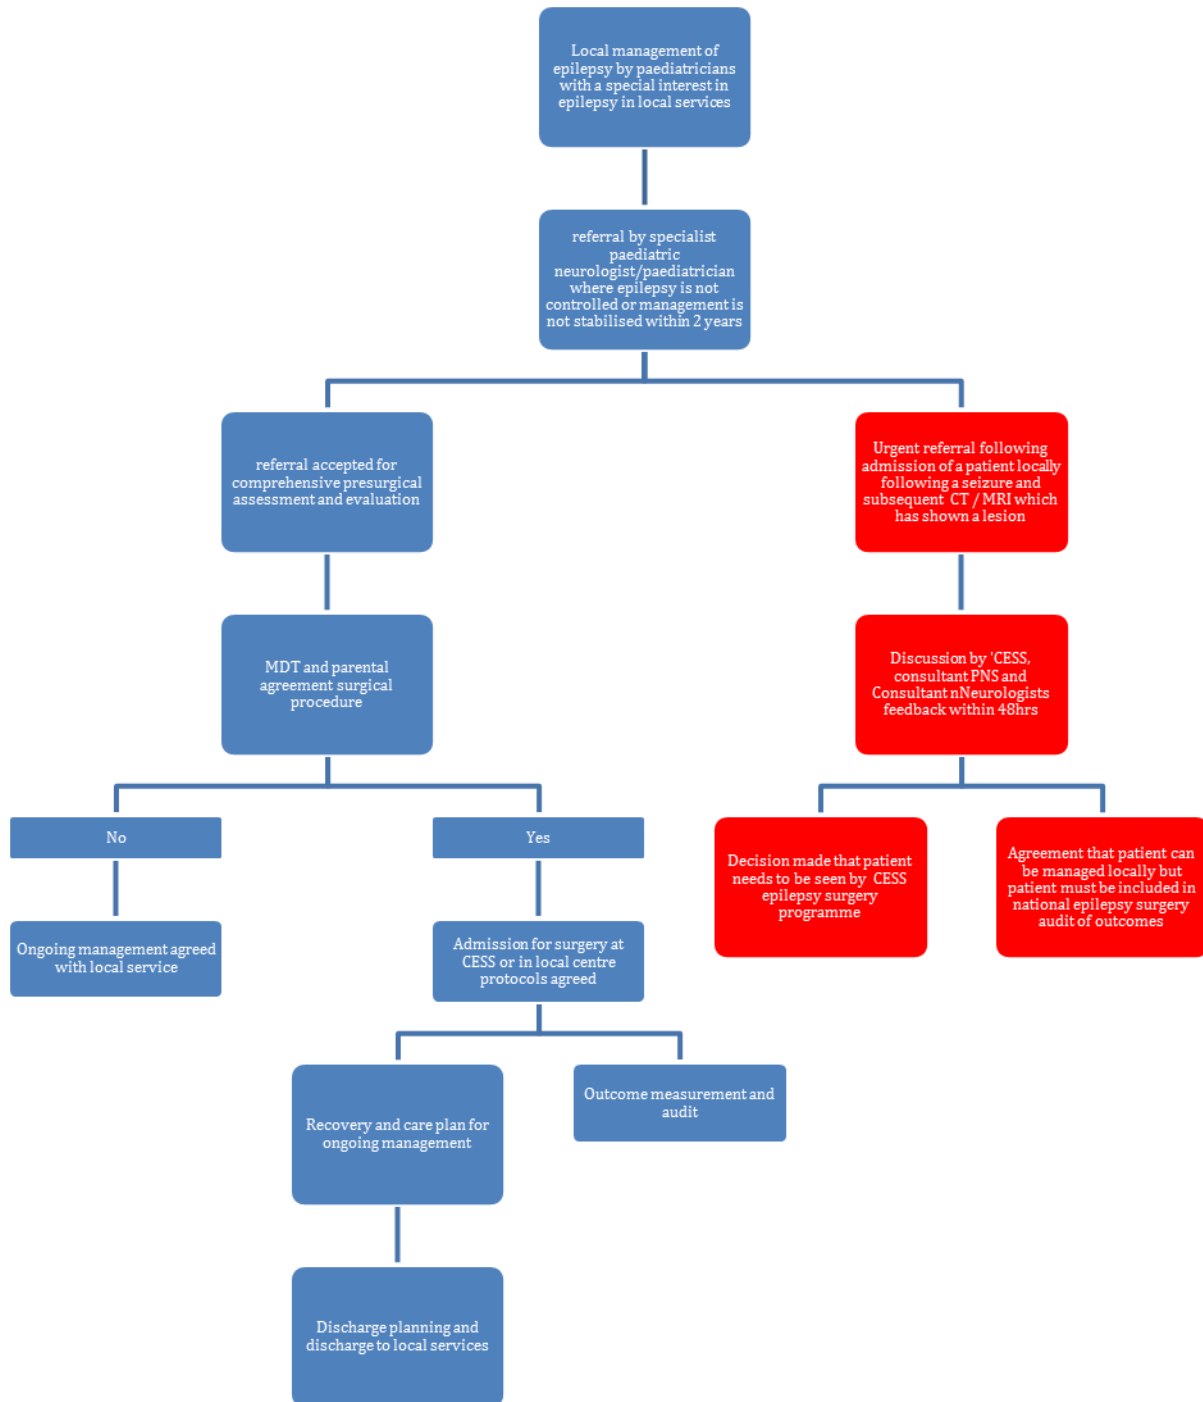 Local management of
epilepsy by paediatricians
with a special interest in
epilepsy in local services
referral by specialist
paediatric
neurologist/paediatrician
where epilepsy is not
controlled or management is
not stabilised within 2 years
referral accepted for
comprehensive presurgical
assessment and evaluation
Urgent referral following
admission of a patient locally
following a seizure and
subsequent CT / MRI which
has shown a lesion
MDT and parental
agreement surgical
procedure
Discussion by 'CESS,
consultant PNS and
Consultant nNeurologists
feedback within 48hrs
No
Yes
Decision made that patient
needs to be seen by CESS
epilepsy surgery
programme
Agreement that patient can
be managed locally but
patient must be included in
national epilepsy surgery
audit of outcomes
Ongoing management agreed
with local service
Admission for surgery at
CESS or in local centre
protocols agreed
Recovery and care plan for
ongoing management
Outcome measurement and
audit
Discharge planning and
discharge to local services